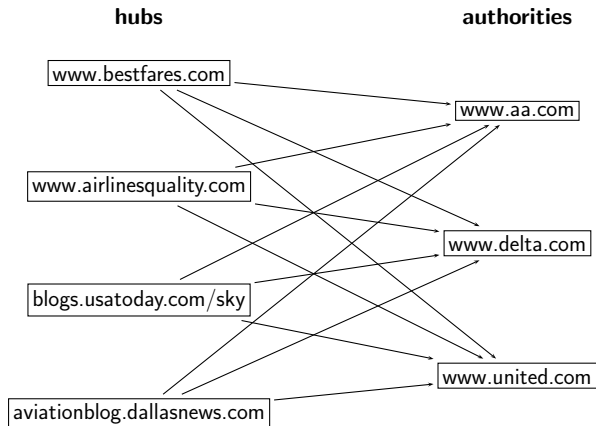 hubs
authorities
www.bestfares.com
www.aa.com
www.airlinesquality.com
www.delta.com
blogs.usatoday.com/sky
www.united.com
aviationblog.dallasnews.com